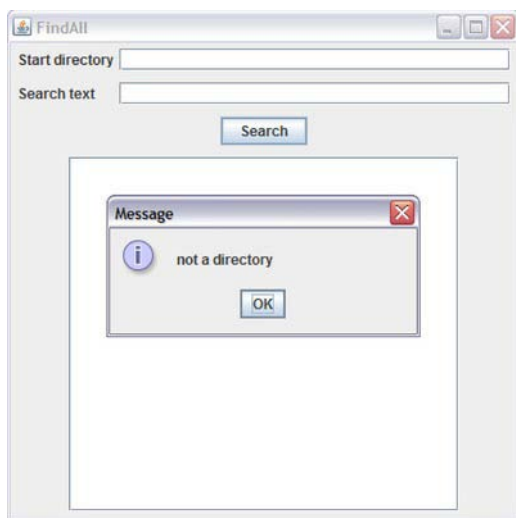 FindAll
Start directory
Search text
Search
Message
i
not a directory
OK